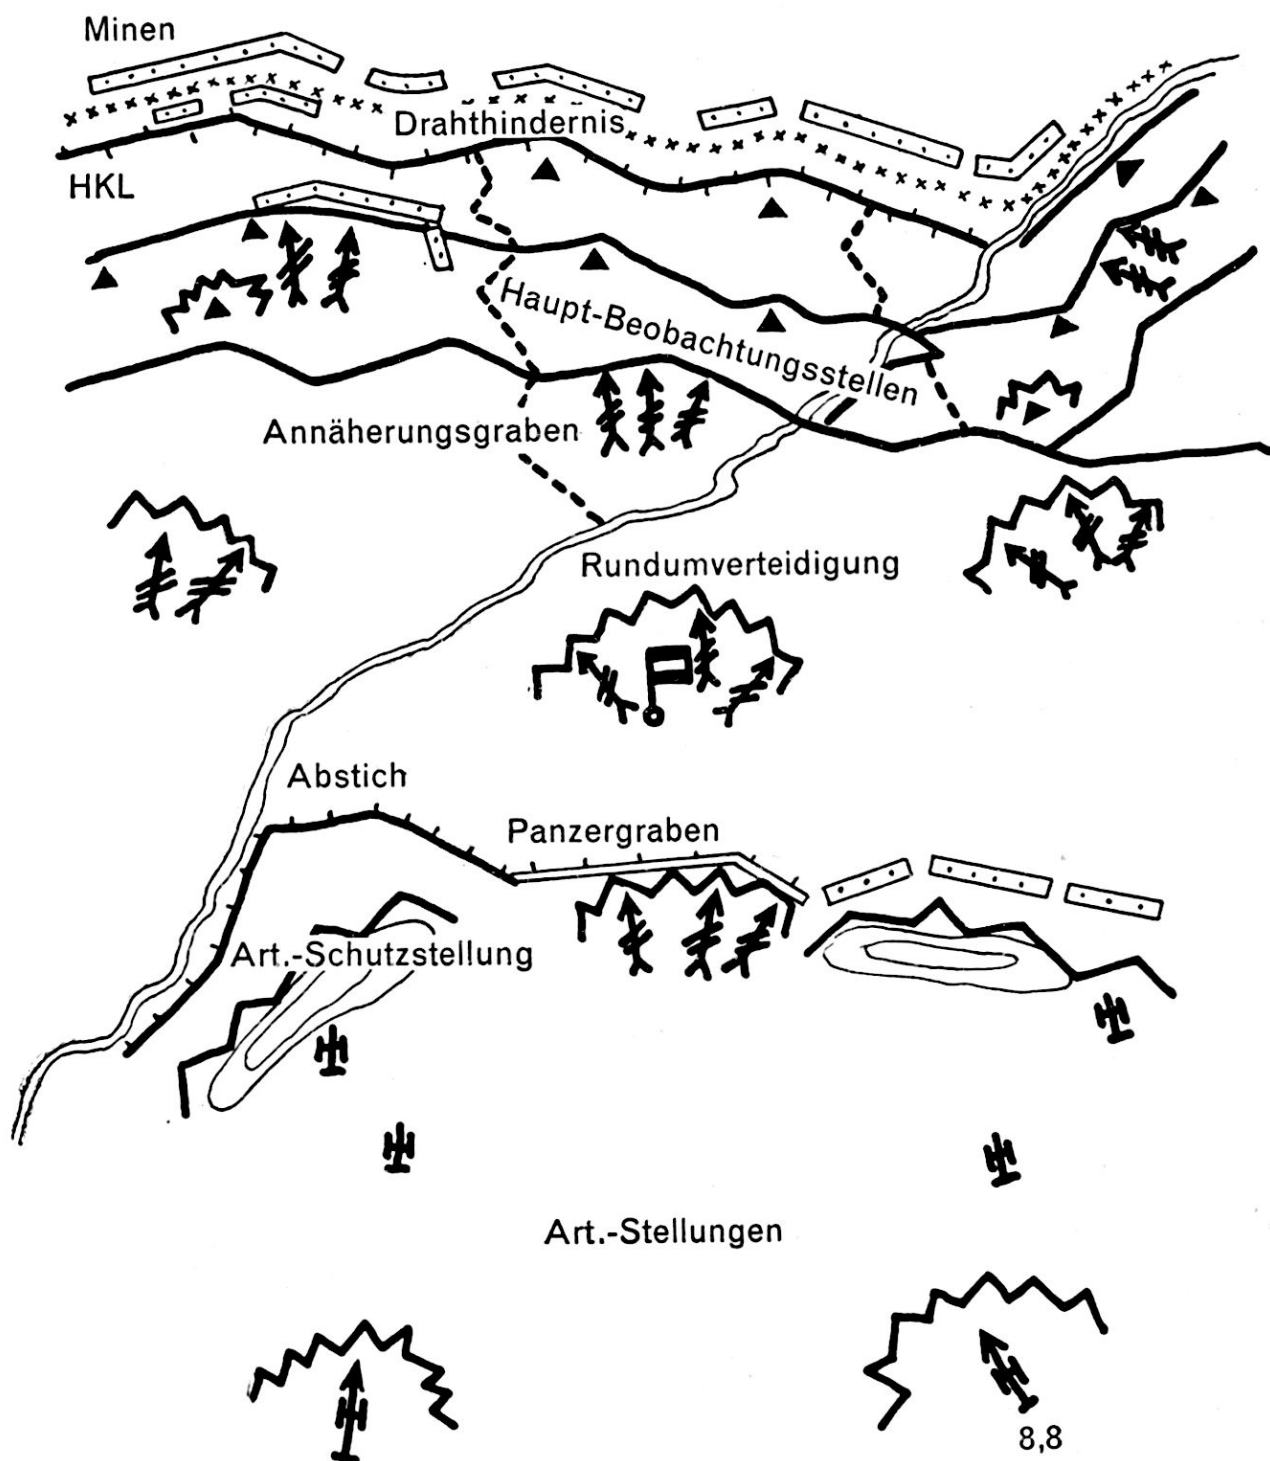 Minen
Drahthindernis
HKL
Haupt-Beobachtungsstellen
Annäherungsgraben
Rundumverteidigung
Abstich
Panzergraben
Art.-Schutzstellung
Art.-Stellungen
8,8